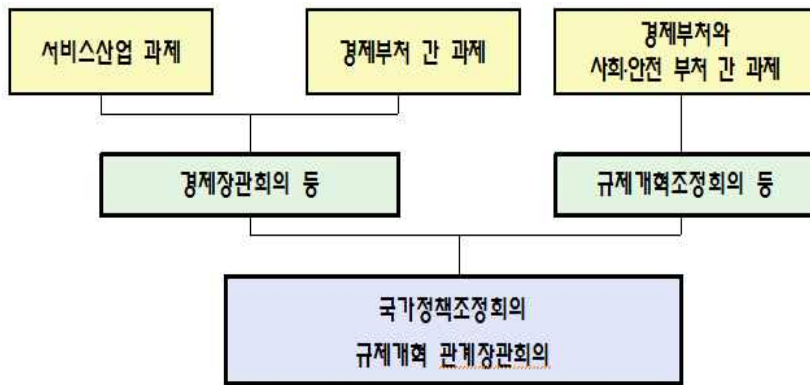 서비스산업 과제
경제부처 간 과제
경제부처와
사회·안전 부처 간 과제
경제장관회의 등
규제개혁조정회의 등
국가정책조정회의
규제개혁 관계장관회의